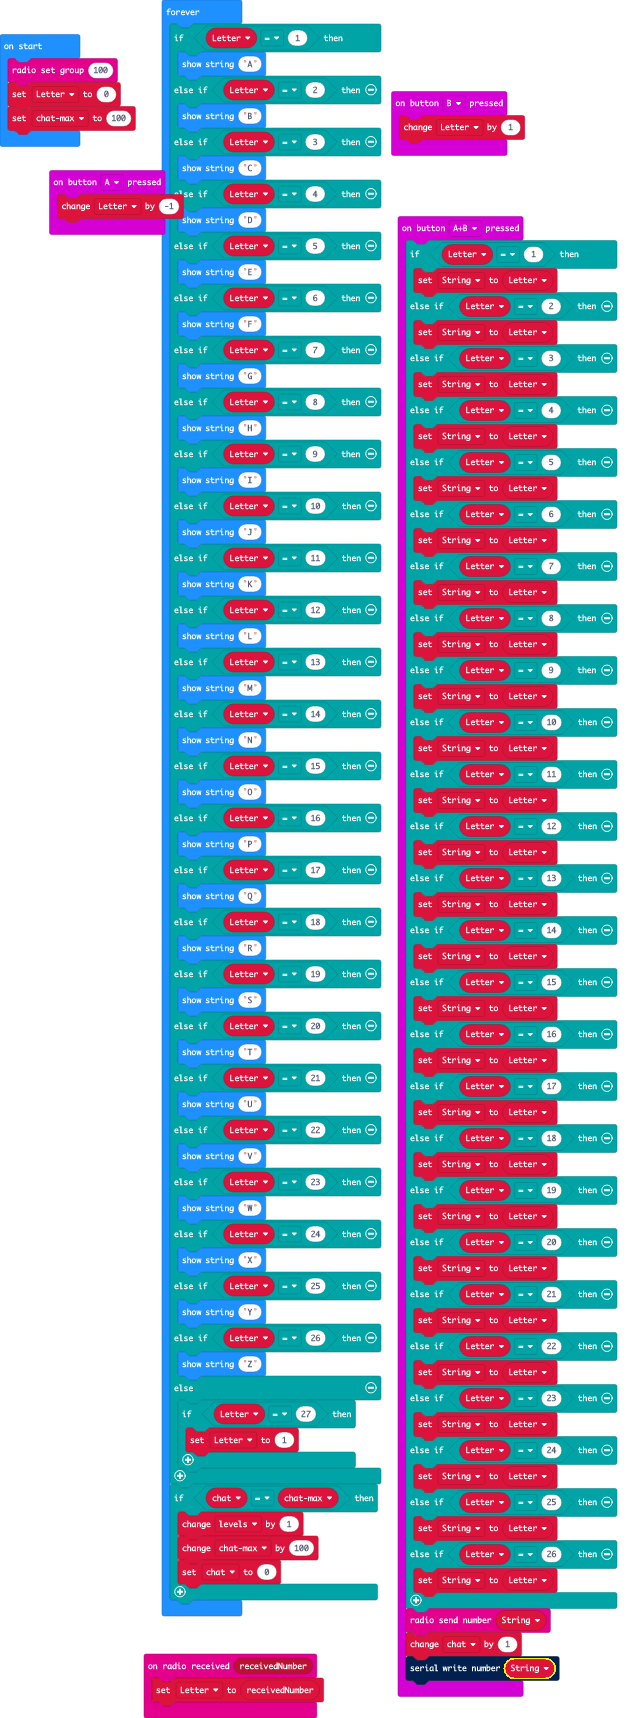 on start
radio set group 100
set Letter to 0
set chat-max to 100
on button A pressed
change Letter by -1
forever
if Letter = 1 then
show string "A"
else if Letter = 2 then
show string "B"
else if Letter = 3 then
show string "C"
else if Letter = 4 then
show string "D"
else if Letter = 5 then
show string "E"
else if Letter = 6 then
show string "F"
else if Letter = 7 then
show string "G"
else if Letter = 8 then
show string "H"
else if Letter = 9 then
show string "I"
else if Letter = 10 then
show string "J"
else if Letter = 11 then
show string "K"
else if Letter = 12 then
show string "L"
else if Letter = 13 then
show string "M"
else if Letter = 14 then
show string "N"
else if Letter = 15 then
show string "O"
else if Letter = 16 then
show string "P"
else if Letter = 17 then
show string "Q"
else if Letter = 18 then
show string "R"
else if Letter = 19 then
show string "S"
else if Letter = 20 then
show string "T"
else if Letter = 21 then
show string "U"
else if Letter = 22 then
show string "V"
else if Letter = 23 then
show string "W"
else if Letter = 24 then
show string "X"
else if Letter = 25 then
show string "Y"
else if Letter = 26 then
show string "Z"
else
if Letter = 27 then
set Letter to 1
if chat = chat-max then
change levels by 1
change chat-max by 100
set chat to 0
on radio received receivedNumber
set Letter to receivedNumber
on button B pressed
change Letter by 1
on button A+B pressed
if Letter = 1 then
set String to Letter
else if Letter = 2 then
set String to Letter
else if Letter = 3 then
set String to Letter
else if Letter = 4 then
set String to Letter
else if Letter = 5 then
set String to Letter
else if Letter = 6 then
set String to Letter
else if Letter = 7 then
set String to Letter
else if Letter = 8 then
set String to Letter
else if Letter = 9 then
set String to Letter
else if Letter = 10 then
set String to Letter
else if Letter = 11 then
set String to Letter
else if Letter = 12 then
set String to Letter
else if Letter = 13 then
set String to Letter
else if Letter = 14 then
set String to Letter
else if Letter = 15 then
set String to Letter
else if Letter = 16 then
set String to Letter
else if Letter = 17 then
set String to Letter
else if Letter = 18 then
set String to Letter
else if Letter = 19 then
set String to Letter
else if Letter = 20 then
set String to Letter
else if Letter = 21 then
set String to Letter
else if Letter = 22 then
set String to Letter
else if Letter = 23 then
set String to Letter
else if Letter = 24 then
set String to Letter
else if Letter = 25 then
set String to Letter
else if Letter = 26 then
set String to Letter
radio send number String
change chat by 1
serial write number String